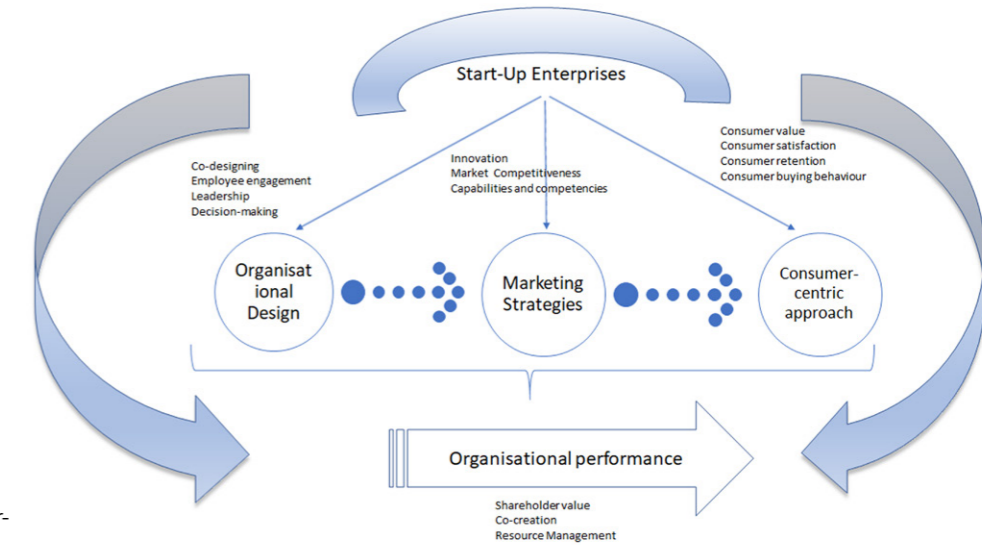 Start-Up Enterprises
Consumer value
Consumer satisfaction
Consumer retention
Consumer buying behaviour
Innovation
Market Competitiveness
Capabilities and competencies
Co-designing
Employee engagement
Leadership
Decision-making
Organisat
ional
Design
Marketing
Strategies
Consumer-
centric
approach
Organisational performance
Shareholder value
Co-creation
Resource Management